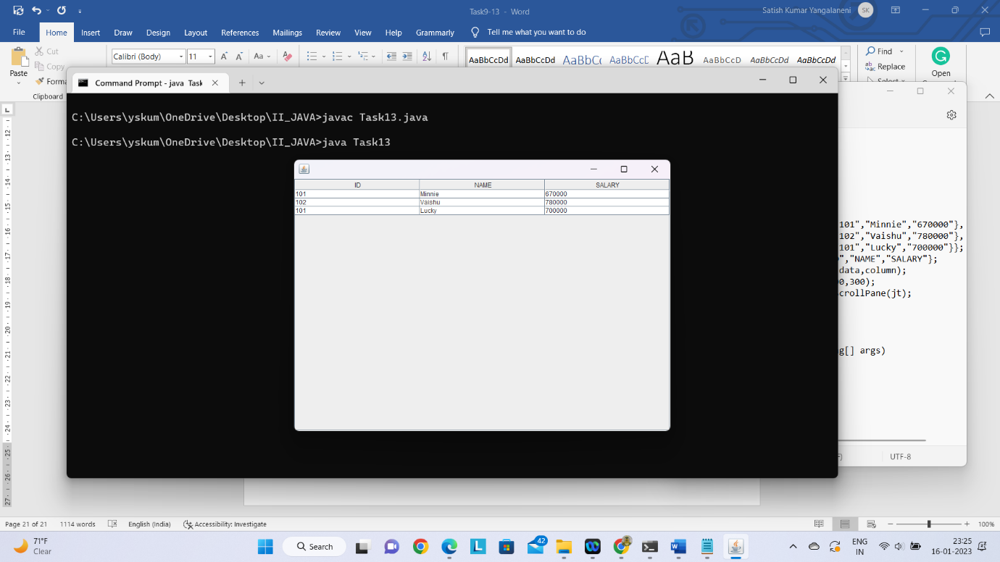 Task9-13 - Word
Satish Kumar Yangalaneni SK
File Home Insert Draw Design Layout References Mailings Review View Help Grammarly Tell me what you want to do
Paste
Cut
Copy
Forma
Clipboard
Calibri (Body) 11
Aa
AaBbCcDd AaBbCcDd AaBbC AaBbCcC AaB AaBbCcD AaBbCcDd AaBbCcDd
Find
Replace
Select
Open
Command Prompt - java Task
C:\Users\yskum\OneDrive\Desktop\II_JAVA>javac Task13.java
C:\Users\yskum\OneDrive\Desktop\II_JAVA>java Task13
ID NAME SALARY
101 Minnie 670000
102 Vaishu 780000
101 Lucky 700000
101","Minnie","670000"},
102","Vaishu","780000"},
101","Lucky","700000"}};
","NAME","SALARY"};
data,column);
0,300);
crollPane(jt);
g[] args)
UTF-8
Page 21 of 21 1114 words English (India) Accessibility: Investigate 100%
71°F
Clear
Search
42
ENG
IN
23:25
16-01-2023